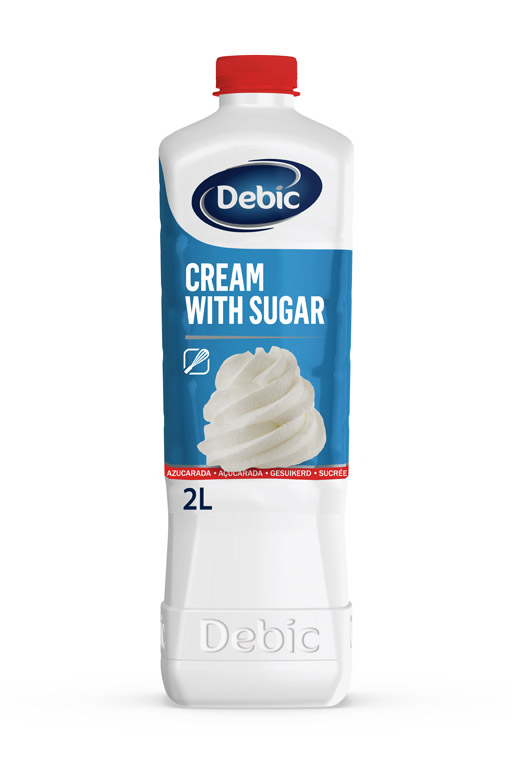 Debic
CREAM
WITH SUGAR
AZUCARADA • AÇUCARADA • GESUIKERD • SUCRÉE
2L
Debic